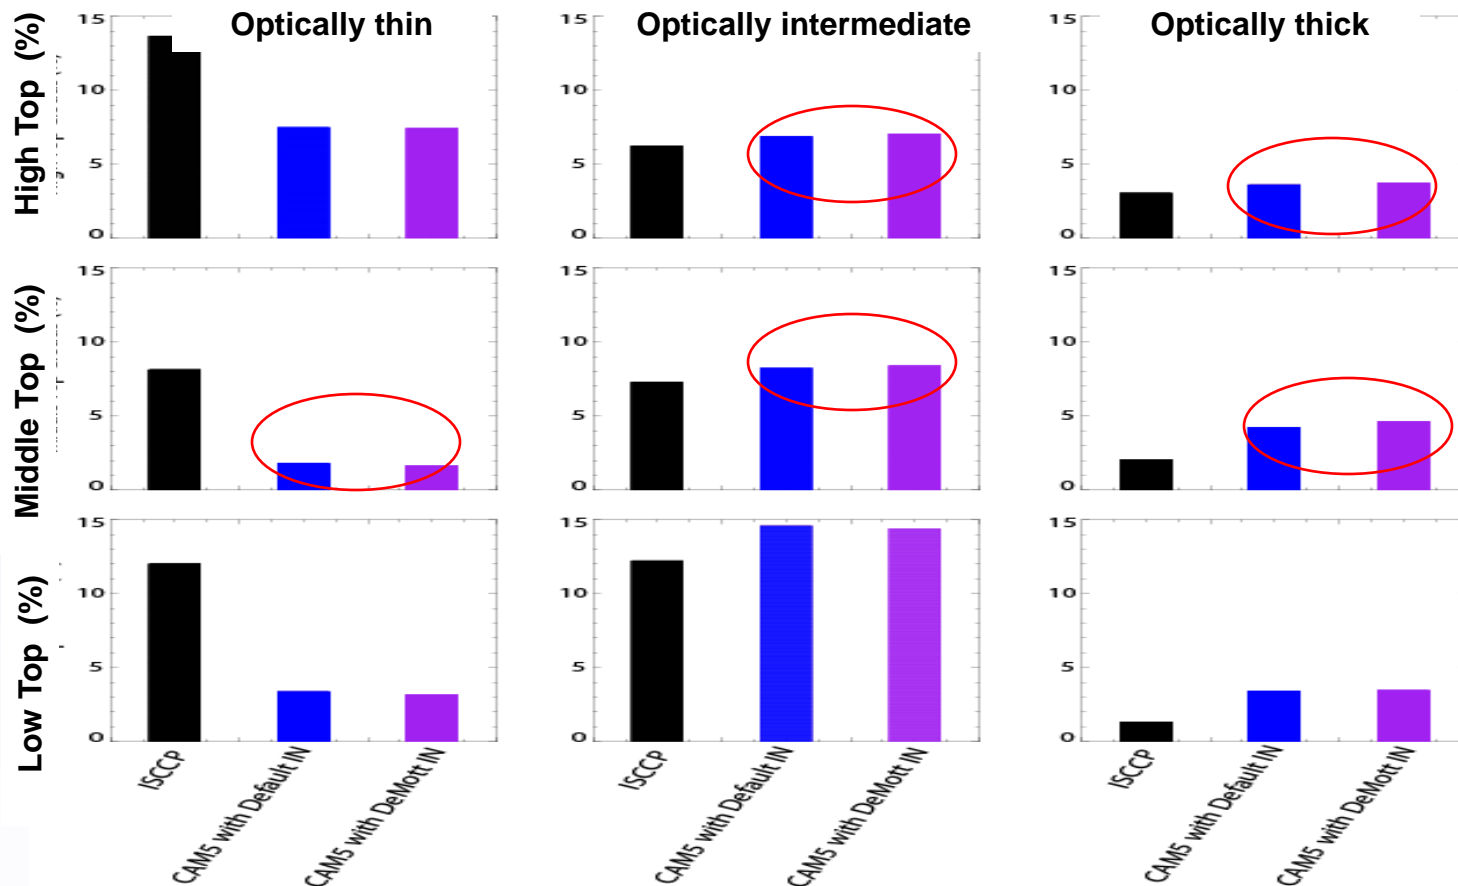 Optically thin
Optically intermediate
Optically thick
High Top (%)
15
10
5
0
15
10
5
0
15
10
5
0
Middle Top (%)
15
10
5
0
15
10
5
0
15
10
5
0
Low Top (%)
15
10
5
0
15
10
5
0
15
10
5
0
ISCCP
CAM5 with Default IN
CAM5 with DeMott IN
ISCCP
CAM5 with Default IN
CAM5 with DeMott IN
ISCCP
CAM5 with Default IN
CAM5 with DeMott IN